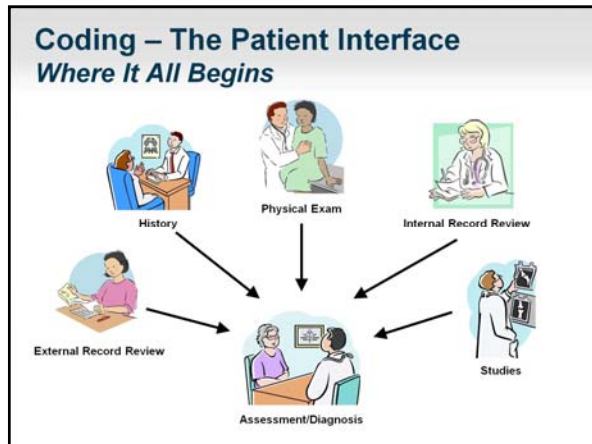 Coding – The Patient Interface
Where It All Begins
History
Physical Exam
Internal Record Review
External Record Review
Studies
Assessment/Diagnosis